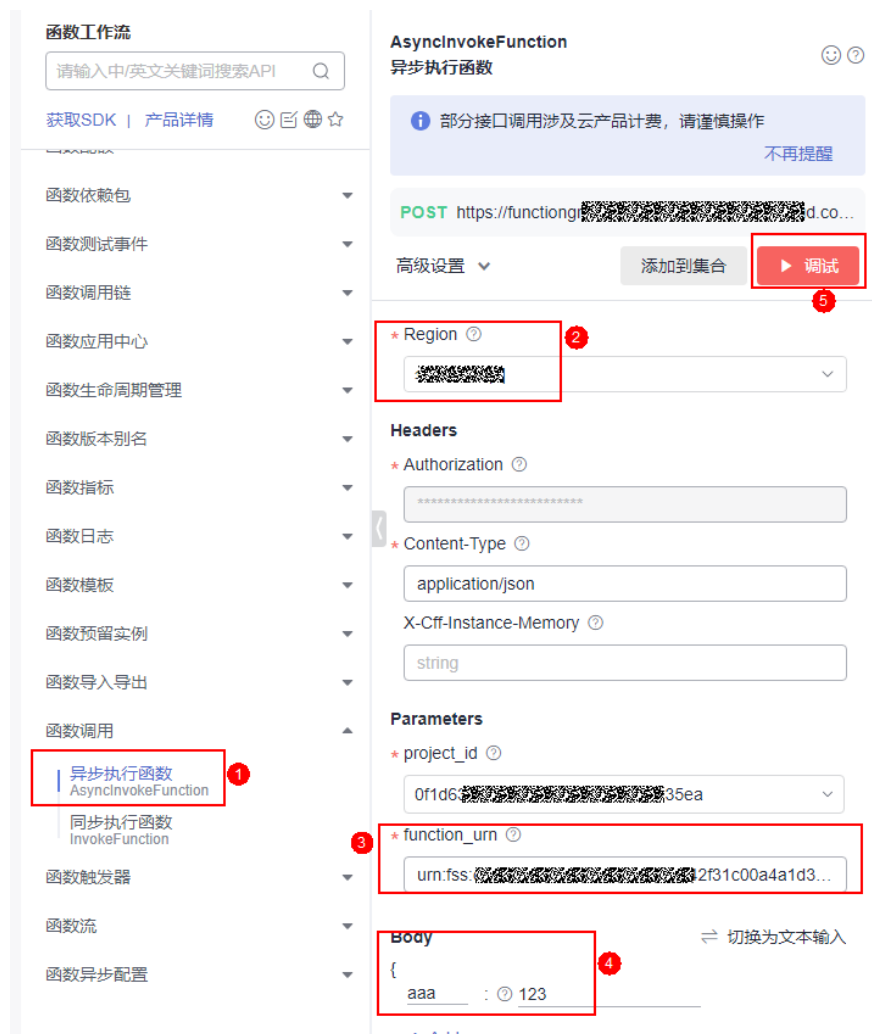 函数工作流
请输入中/英文关键词搜索API
获取SDK | 产品详情
函数依赖包
函数测试事件
函数调用链
函数应用中心
函数生命周期管理
函数版本别名
函数指标
函数日志
函数模板
函数预留实例
函数导入导出
函数调用
异步执行函数
AsyncInvokeFunction
1
同步执行函数
InvokeFunction
函数触发器
函数流
函数异步配置
AsyncInvokeFunction
异步执行函数
部分接口调用涉及云产品计费，请谨慎操作
不再提醒
POST https://functiongr d.co...
高级设置 添加到集合 调试
5
* Region
2
Headers
* Authorization
*************************
* Content-Type
application/json
X-Cff-Instance-Memory
string
Parameters
* project_id
0f1d63 35ea
3
* function_urn
urn:fss: 2f31c00a4a1d3...
Body 切换为文本输入
{
4
aaa : 123